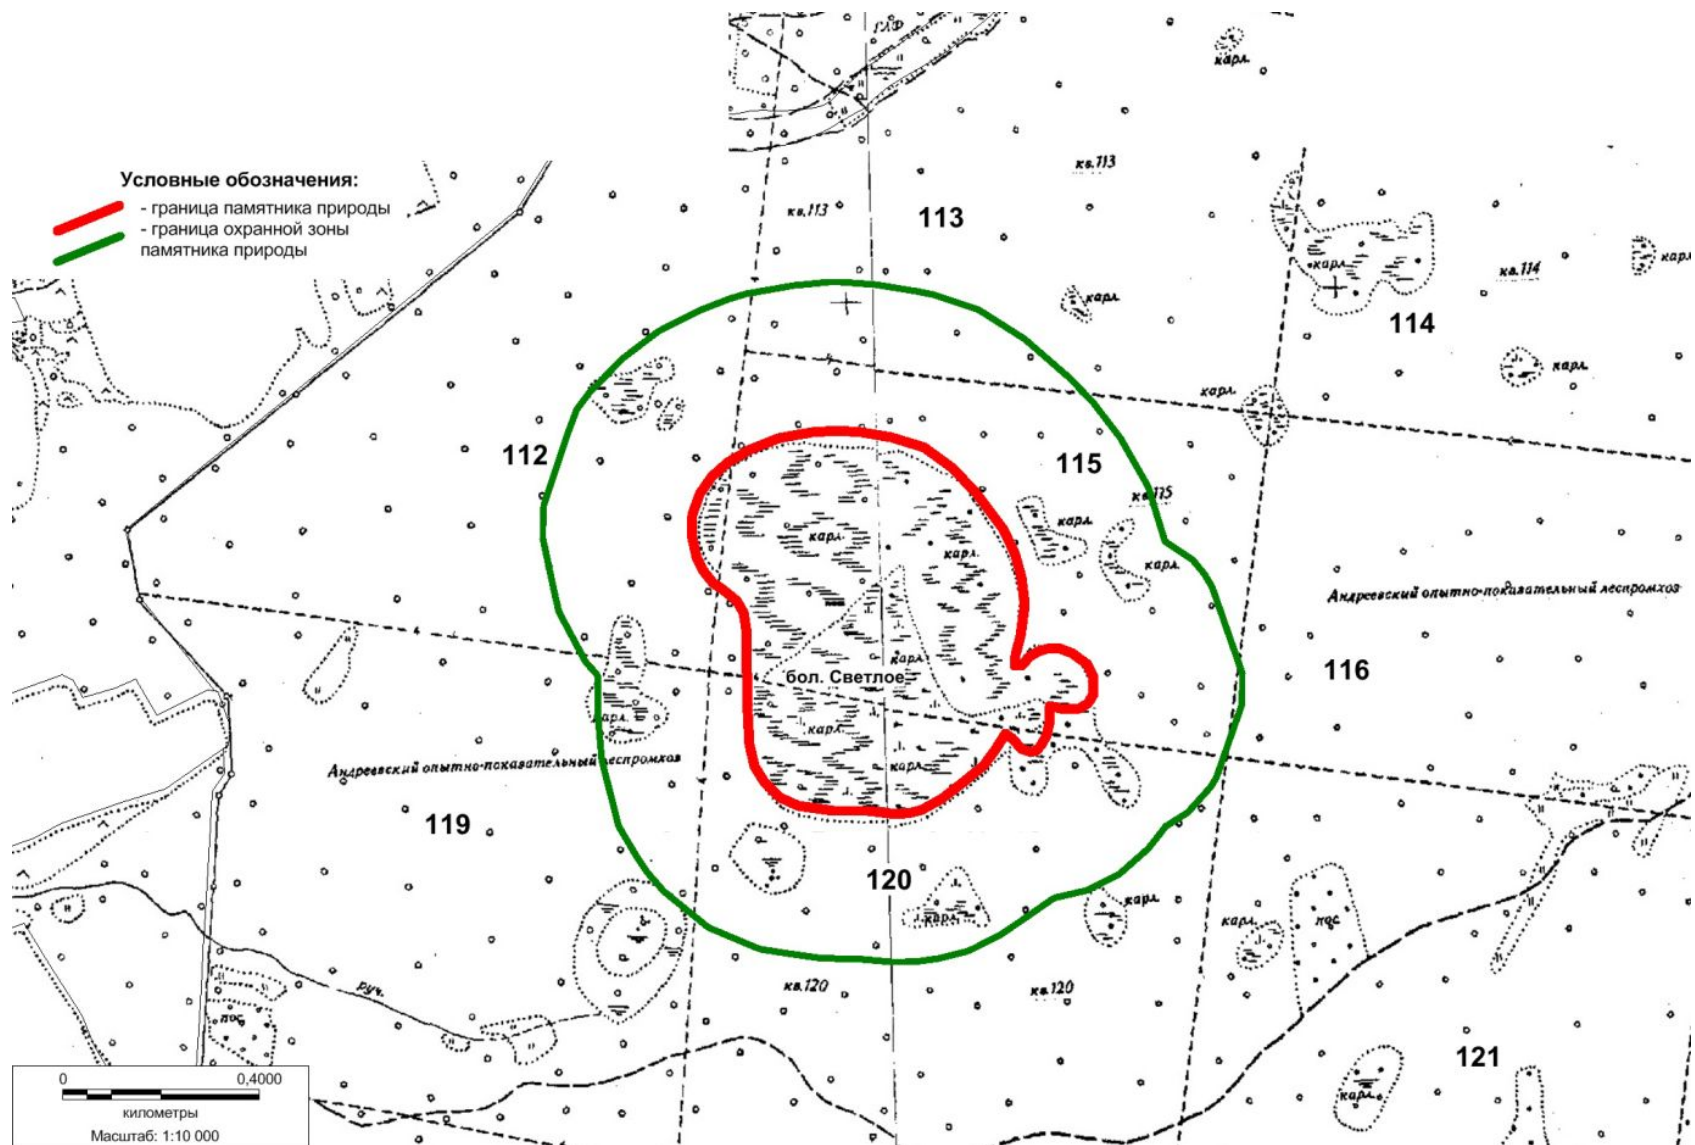 ГЛФ
карл.
кв.113
Условные обозначения:
- граница памятника природы
- граница охранной зоны
памятника природы
кв.113
113
карл.
карл.
кв.114
карл.
114
карл.
карл.
112
115
кв.115
карл.
карл.
карл.
карл.
Андреевский опытно-показательный леспромхоз
карл.
116
бол. Светлое
карл.
карл.
Андреевский опытно-показательный леспромхоз
карл.
119
120
карл.
карл.
карл.
пос.
руч.
кв.120
кв.120
пос.
121
карл.
0 0,4000
километры
Масштаб: 1:10 000